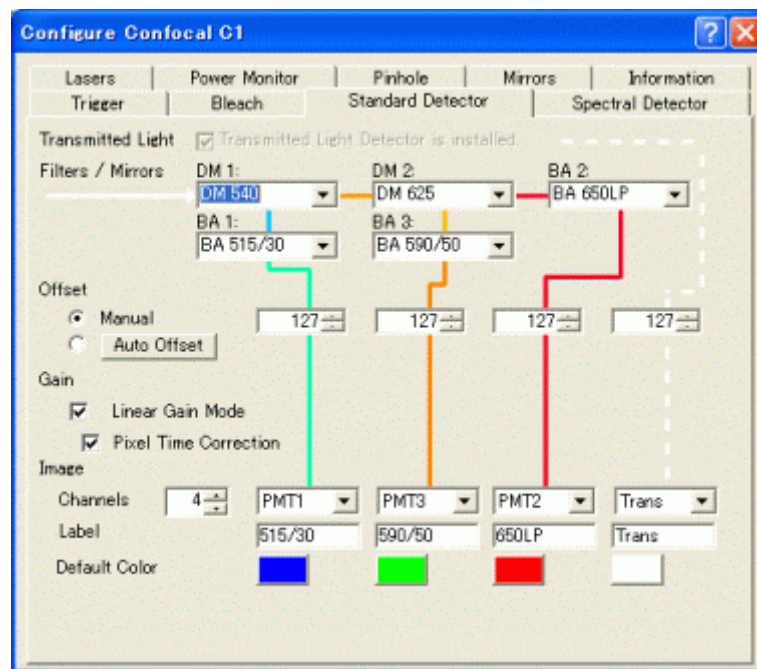 Configure Confocal C1
Lasers Power Monitor Pinhole Mirrors Information
Trigger Bleach Standard Detector Spectral Detector
Transmitted Light Transmitted Light Detector is installed.
Filters / Mirrors DM 1: DM 2: BA 2:
DM 540 DM 625 BA 650LP
BA 1: BA 3:
BA 515/30 BA 590/50
Offset
Manual 127 127 127 127
Auto Offset
Gain
Linear Gain Mode
Pixel Time Correction
Image
Channels 4 PMT1 PMT3 PMT2 Trans
Label 515/30 590/50 650LP Trans
Default Color